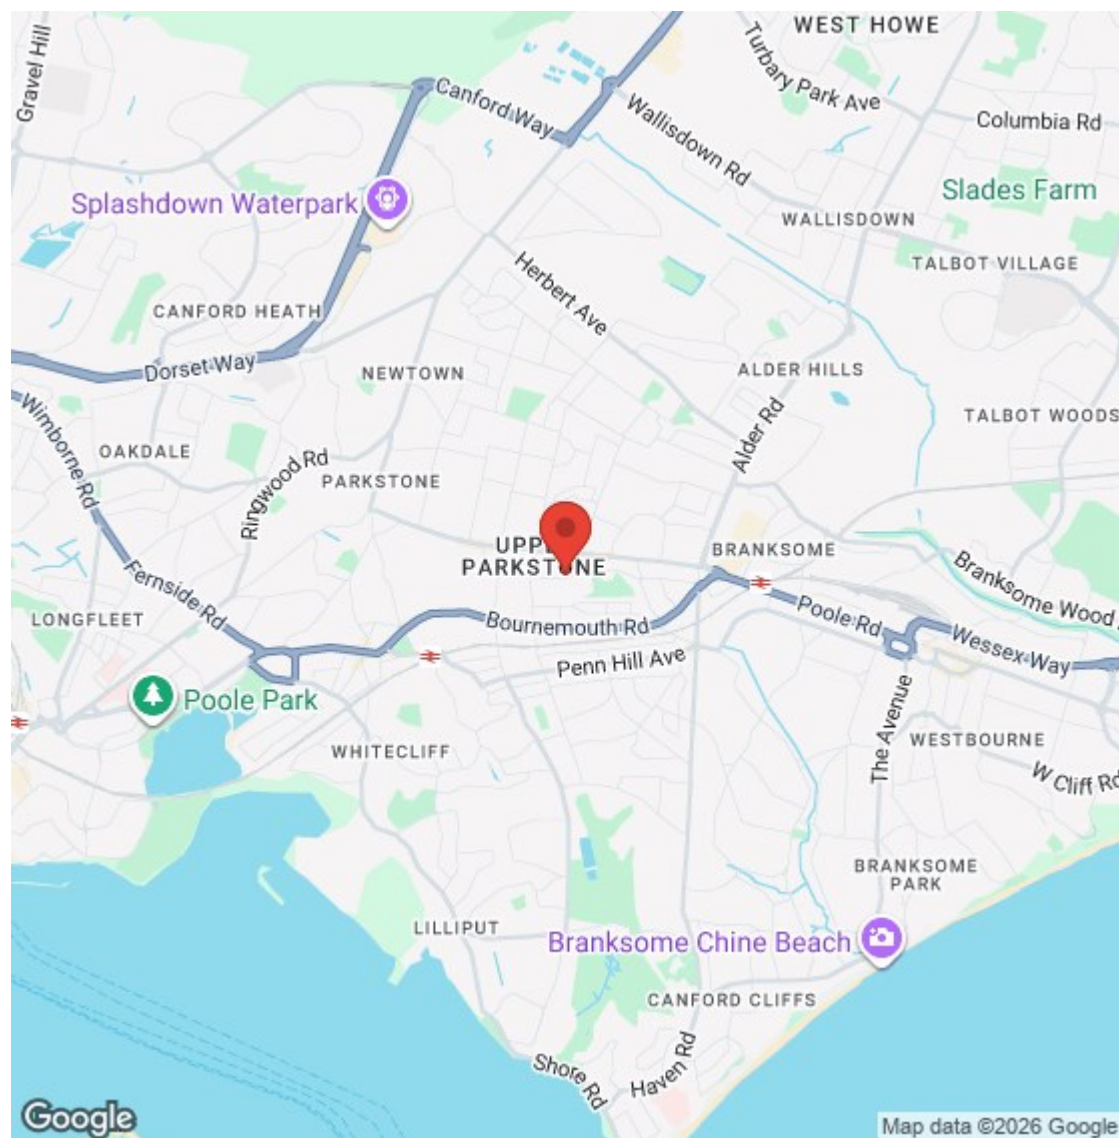 WEST HOWE
Gravel Hill
Turbary Park Ave
Canford Way
Wallisdown Rd
Columbia Rd
Splashdown Waterpark
Slades Farm
WALLISDOWN
TALBOT VILLAGE
Herbert Ave
CANFORD HEATH
Dorset Way
NEWTOWN
ALDER HILLS
Wimborne Rd
TALBOT WOODS
Alder Rd
OAKDALE
Ringwood Rd
PARKSTONE
UPPER
PARKSTONE
BRANKSOME
Branksome Wood
Fernside Rd
LONGFLEET
Bournemouth Rd
Poole Rd
Wessex Way
Penn Hill Ave
Poole Park
The Avenue
WHITECLIFF
WESTBOURNE
W Cliff Rd
BRANKSOME
PARK
LILLIPUT
Branksome Chine Beach
CANFORD CLIFFS
Shore Rd
Haven Rd
Google
Map data ©2026 Google